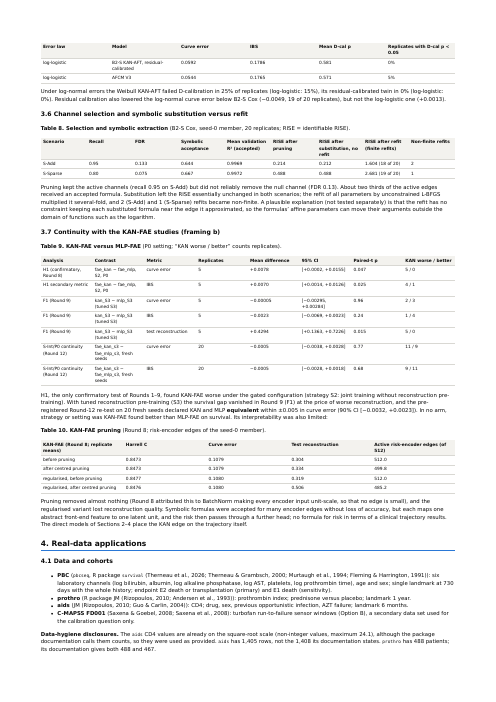 Error law Model Curve error IBS Mean D-cal p Replicates with D-cal p < 0.05
log-logistic B2-S KAN-AFT, residual-calibrated 0.0592 0.1786 0.581 0%
log-logistic AFCM V3 0.0544 0.1765 0.571 5%
Under log-normal errors the Weibull KAN-AFT failed D-calibration in 25% of replicates (log-logistic: 15%), its residual-calibrated twin in 0% (log-logistic:
0%). Residual calibration also lowered the log-normal curve error below B2-S Cox (−0.0049, 19 of 20 replicates), but not the log-logistic one (+0.0013).
3.6 Channel selection and symbolic substitution versus refit
Table 8. Selection and symbolic extraction (B2-S Cox, seed-0 member, 20 replicates; RISE = identifiable RISE).
Scenario Recall FDR Symbolic acceptance Mean validation R² (accepted) RISE after pruning RISE after substitution, no refit RISE after refit (finite refits) Non-finite refits
S-Add 0.95 0.133 0.644 0.9969 0.214 0.212 1.604 (18 of 20) 2
S-Sparse 0.80 0.075 0.667 0.9972 0.488 0.488 2.681 (19 of 20) 1
Pruning kept the active channels (recall 0.95 on S-Add) but did not reliably remove the null channel (FDR 0.13). About two thirds of the active edges
received an accepted formula. Substitution left the RISE essentially unchanged in both scenarios; the refit of all substituted parameters by unconstrained L-BFGS
multiplied it several-fold, and 2 (S-Add) and 1 (S-Sparse) refits became non-finite. A plausible explanation (not tested separately) is that the refit has no
constraint keeping each substituted formula near the edge it approximated, so the formulas' affine parameters can move their arguments outside the
domain of functions such as the logarithm.
3.7 Continuity with the KAN-FAE studies (framing b)
Table 9. KAN-FAE versus MLP-FAE (P0 setting; "KAN worse / better" counts replicates).
Analysis Contrast Metric Replicates Mean difference 95% CI Paired-t p KAN worse / better
H1 (confirmatory, Round 8) fae_kan − fae_mlp, S2, P0 curve error 5 +0.0078 [+0.0002, +0.0155] 0.047 5 / 0
H1 secondary metric fae_kan − fae_mlp, S2, P0 IBS 5 +0.0070 [+0.0014, +0.0126] 0.025 4 / 1
F1 (Round 9) kan_S3 − mlp_S3 (tuned S3) curve error 5 −0.00005 [−0.00295, +0.00284] 0.96 2 / 3
F1 (Round 9) kan_S3 − mlp_S3 (tuned S3) IBS 5 −0.0023 [−0.0069, +0.0023] 0.24 1 / 4
F1 (Round 9) kan_S3 − mlp_S3 (tuned S3) test reconstruction 5 +0.4294 [+0.1363, +0.7226] 0.015 5 / 0
S-Int/P0 continuity (Round 12) fae_kan_s3 − fae_mlp_s3, fresh seeds curve error 20 −0.0005 [−0.0038, +0.0028] 0.77 11 / 9
S-Int/P0 continuity (Round 12) fae_kan_s3 − fae_mlp_s3, fresh seeds IBS 20 −0.0005 [−0.0028, +0.0018] 0.68 9 / 11
H1, the only confirmatory test of Rounds 1–9, found KAN-FAE worse under the gated configuration (strategy S2: joint training without reconstruction pre-
training). With tuned reconstruction pre-training (S3) the survival gap vanished in Round 9 (F1) at the price of worse reconstruction, and the pre-
registered Round-12 re-test on 20 fresh seeds declared KAN and MLP equivalent within ±0.005 in curve error (90% CI [−0.0032, +0.0023]). In no arm,
strategy or setting was KAN-FAE found better than MLP-FAE on survival. Its interpretability was also limited:
Table 10. KAN-FAE pruning (Round 8; risk-encoder edges of the seed-0 member).
KAN-FAE (Round 8; replicate means) Harrell C Curve error Test reconstruction Active risk-encoder edges (of 512)
before pruning 0.8473 0.1079 0.304 512.0
after centred pruning 0.8473 0.1079 0.334 499.8
regularised, before pruning 0.8477 0.1080 0.319 512.0
regularised, after centred pruning 0.8476 0.1080 0.506 485.2
Pruning removed almost nothing (Round 8 attributed this to BatchNorm making every encoder input unit-scale, so that no edge is small), and the
regularised variant lost reconstruction quality. Symbolic formulas were accepted for many encoder edges without loss of accuracy, but each maps one
abstract front-end feature to one latent unit, and the risk then passes through a further head; no formula for risk in terms of a clinical trajectory results.
The direct models of Sections 2–4 place the KAN edge on the trajectory itself.
4. Real-data applications
4.1 Data and cohorts
• PBC (pbcseq, R package survival (Therneau et al., 2026; Therneau & Grambsch, 2000; Murtaugh et al., 1994; Fleming & Harrington, 1991)): six
laboratory channels (log bilirubin, albumin, log alkaline phosphatase, log AST, platelets, log prothrombin time), age and sex; single landmark at 730
days with the whole history; endpoint E2 death or transplantation (primary) and E1 death (sensitivity).
• prothro (R package JM (Rizopoulos, 2010; Andersen et al., 1993)): prothrombin index; prednisone versus placebo; landmark 1 year.
• aids (JM (Rizopoulos, 2010; Guo & Carlin, 2004)): CD4; drug, sex, previous opportunistic infection, AZT failure; landmark 6 months.
• C-MAPSS FD001 (Saxena & Goebel, 2008; Saxena et al., 2008): turbofan run-to-failure sensor windows (Option B), a secondary data set used for
the calibration question only.
Data-hygiene disclosures. The aids CD4 values are already on the square-root scale (non-integer values, maximum 24.1), although the package
documentation calls them counts, so they were used as provided. aids has 1,405 rows, not the 1,408 its documentation states. prothro has 488 patients;
its documentation gives both 488 and 467.